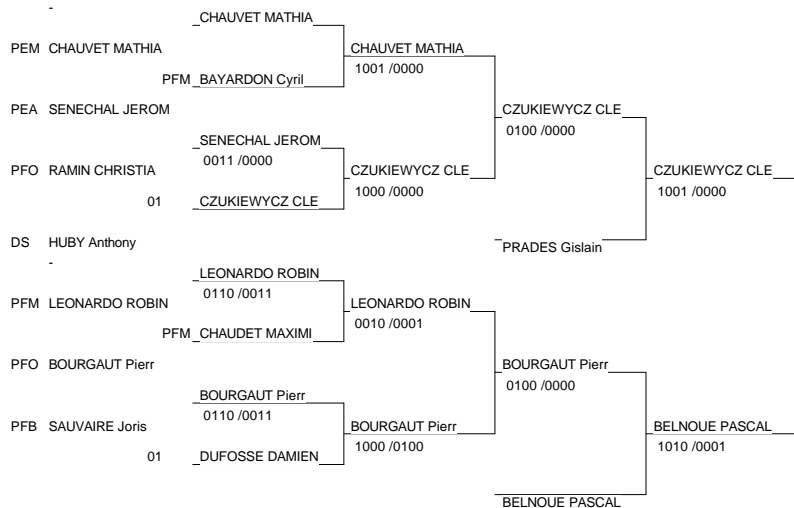 -
CHAUVET MATHIA
PEM CHAUVET MATHIA CHAUVET MATHIA
1001 /0000
PFM BAYARDON Cyril
PEA SENECHAL JEROM CZUKIEWYCZ CLE
0100 /0000
SENECHAL JEROM
0011 /0000
PFO RAMIN CHRISTIA CZUKIEWYCZ CLE CZUKIEWYCZ CLE
1000 /0000 1001 /0000
01 CZUKIEWYCZ CLE
DS HUBY Anthony PRADES Gislain
-
LEONARDO ROBIN
0110 /0011
PFM LEONARDO ROBIN LEONARDO ROBIN
0010 /0001
PFM CHAUDET MAXIMI
PFO BOURGAUT Pierr BOURGAUT Pierr
0100 /0000
BOURGAUT Pierr
0110 /0011
PFB SAUVAIRE Joris BOURGAUT Pierr BELNOUE PASCAL
1000 /0100 1010 /0001
01 DUFOSSE DAMIEN
BELNOUE PASCAL